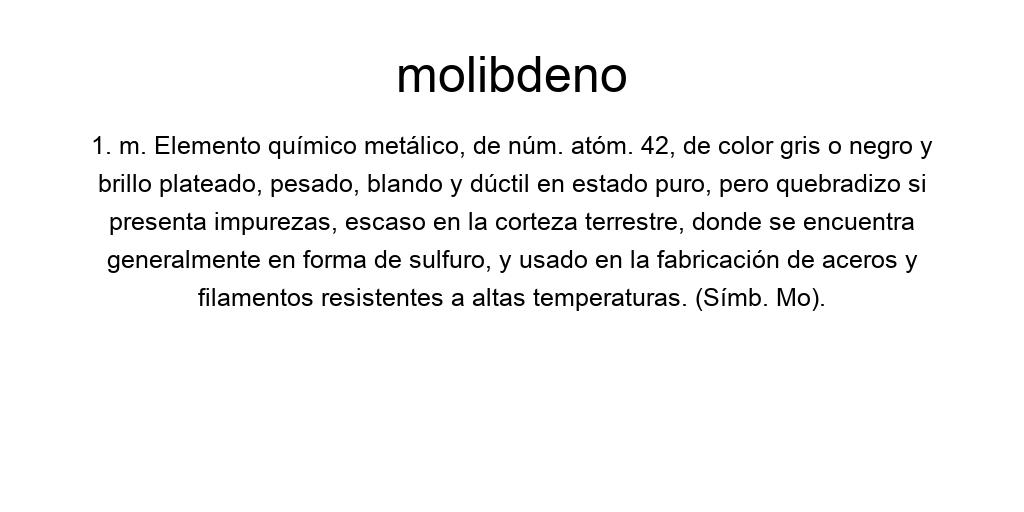 molibdeno
1. m. Elemento químico metálico, de núm. atóm. 42, de color gris o negro y
brillo plateado, pesado, blando y dúctil en estado puro, pero quebradizo si
presenta impurezas, escaso en la corteza terrestre, donde se encuentra
generalmente en forma de sulfuro, y usado en la fabricación de aceros y
filamentos resistentes a altas temperaturas. (Símb. Mo).